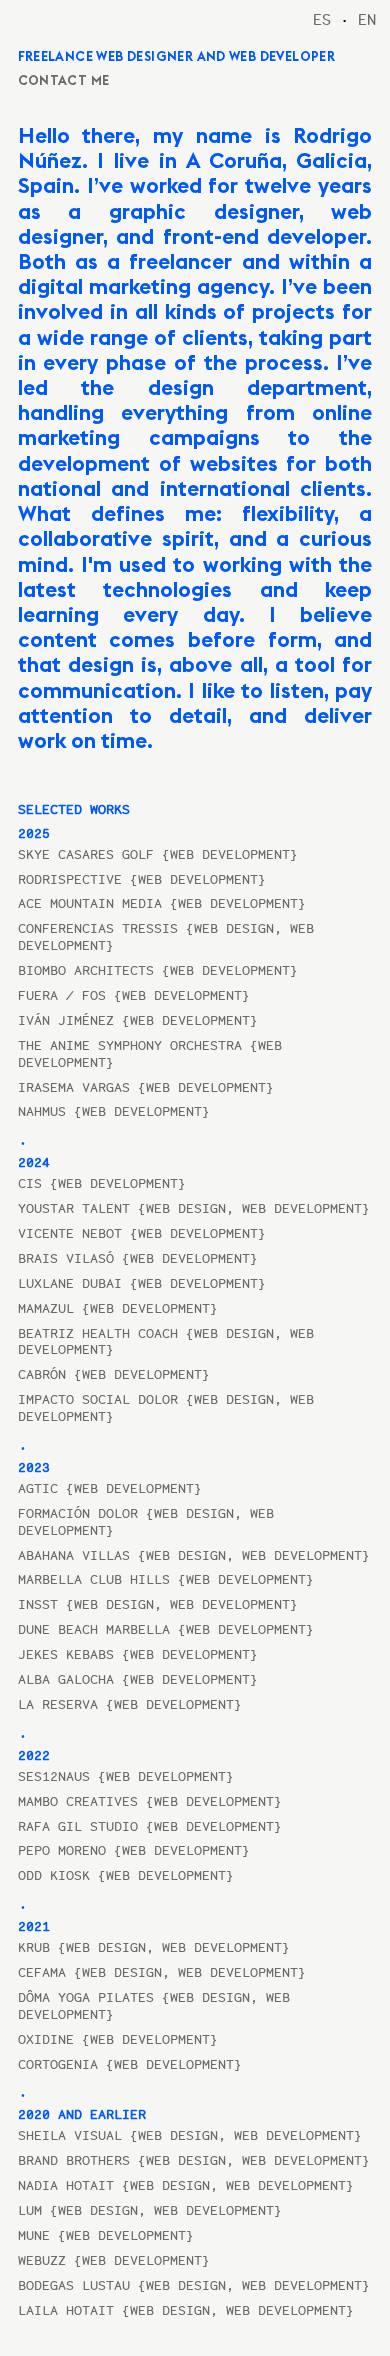 ES · EN
FREELANCE WEB DESIGNER AND WEB DEVELOPER
CONTACT ME
Hello there, my name is Rodrigo
Núñez. I live in A Coruña, Galicia,
Spain. I’ve worked for twelve years
as a graphic designer, web
designer, and front-end developer.
Both as a freelancer and within a
digital marketing agency. I’ve been
involved in all kinds of projects for
a wide range of clients, taking part
in every phase of the process. I’ve
led the design department,
handling everything from online
marketing campaigns to the
development of websites for both
national and international clients.
What defines me: flexibility, a
collaborative spirit, and a curious
mind. I'm used to working with the
latest technologies and keep
learning every day. I believe
content comes before form, and
that design is, above all, a tool for
communication. I like to listen, pay
attention to detail, and deliver
work on time.
SELECTED WORKS
2025
SKYE CASARES GOLF {WEB DEVELOPMENT}
RODRISPECTIVE {WEB DEVELOPMENT}
ACE MOUNTAIN MEDIA {WEB DEVELOPMENT}
CONFERENCIAS TRESSIS {WEB DESIGN, WEB
DEVELOPMENT}
BIOMBO ARCHITECTS {WEB DEVELOPMENT}
FUERA / FOS {WEB DEVELOPMENT}
IVÁN JIMÉNEZ {WEB DEVELOPMENT}
THE ANIME SYMPHONY ORCHESTRA {WEB
DEVELOPMENT}
IRASEMA VARGAS {WEB DEVELOPMENT}
NAHMUS {WEB DEVELOPMENT}
.
2024
CIS {WEB DEVELOPMENT}
YOUSTAR TALENT {WEB DESIGN, WEB DEVELOPMENT}
VICENTE NEBOT {WEB DEVELOPMENT}
BRAIS VILASÓ {WEB DEVELOPMENT}
LUXLANE DUBAI {WEB DEVELOPMENT}
MAMAZUL {WEB DEVELOPMENT}
BEATRIZ HEALTH COACH {WEB DESIGN, WEB
DEVELOPMENT}
CABRÓN {WEB DEVELOPMENT}
IMPACTO SOCIAL DOLOR {WEB DESIGN, WEB
DEVELOPMENT}
.
2023
AGTIC {WEB DEVELOPMENT}
FORMACIÓN DOLOR {WEB DESIGN, WEB
DEVELOPMENT}
ABAHANA VILLAS {WEB DESIGN, WEB DEVELOPMENT}
MARBELLA CLUB HILLS {WEB DEVELOPMENT}
INSST {WEB DESIGN, WEB DEVELOPMENT}
DUNE BEACH MARBELLA {WEB DEVELOPMENT}
JEKES KEBABS {WEB DEVELOPMENT}
ALBA GALOCHA {WEB DEVELOPMENT}
LA RESERVA {WEB DEVELOPMENT}
.
2022
SES12NAUS {WEB DEVELOPMENT}
MAMBO CREATIVES {WEB DEVELOPMENT}
RAFA GIL STUDIO {WEB DEVELOPMENT}
PEPO MORENO {WEB DEVELOPMENT}
ODD KIOSK {WEB DEVELOPMENT}
.
2021
KRUB {WEB DESIGN, WEB DEVELOPMENT}
CEFAMA {WEB DESIGN, WEB DEVELOPMENT}
DÔMA YOGA PILATES {WEB DESIGN, WEB
DEVELOPMENT}
OXIDINE {WEB DEVELOPMENT}
CORTOGENIA {WEB DEVELOPMENT}
.
2020 AND EARLIER
SHEILA VISUAL {WEB DESIGN, WEB DEVELOPMENT}
BRAND BROTHERS {WEB DESIGN, WEB DEVELOPMENT}
NADIA HOTAIT {WEB DESIGN, WEB DEVELOPMENT}
LUM {WEB DESIGN, WEB DEVELOPMENT}
MUNE {WEB DEVELOPMENT}
WEBUZZ {WEB DEVELOPMENT}
BODEGAS LUSTAU {WEB DESIGN, WEB DEVELOPMENT}
LAILA HOTAIT {WEB DESIGN, WEB DEVELOPMENT}